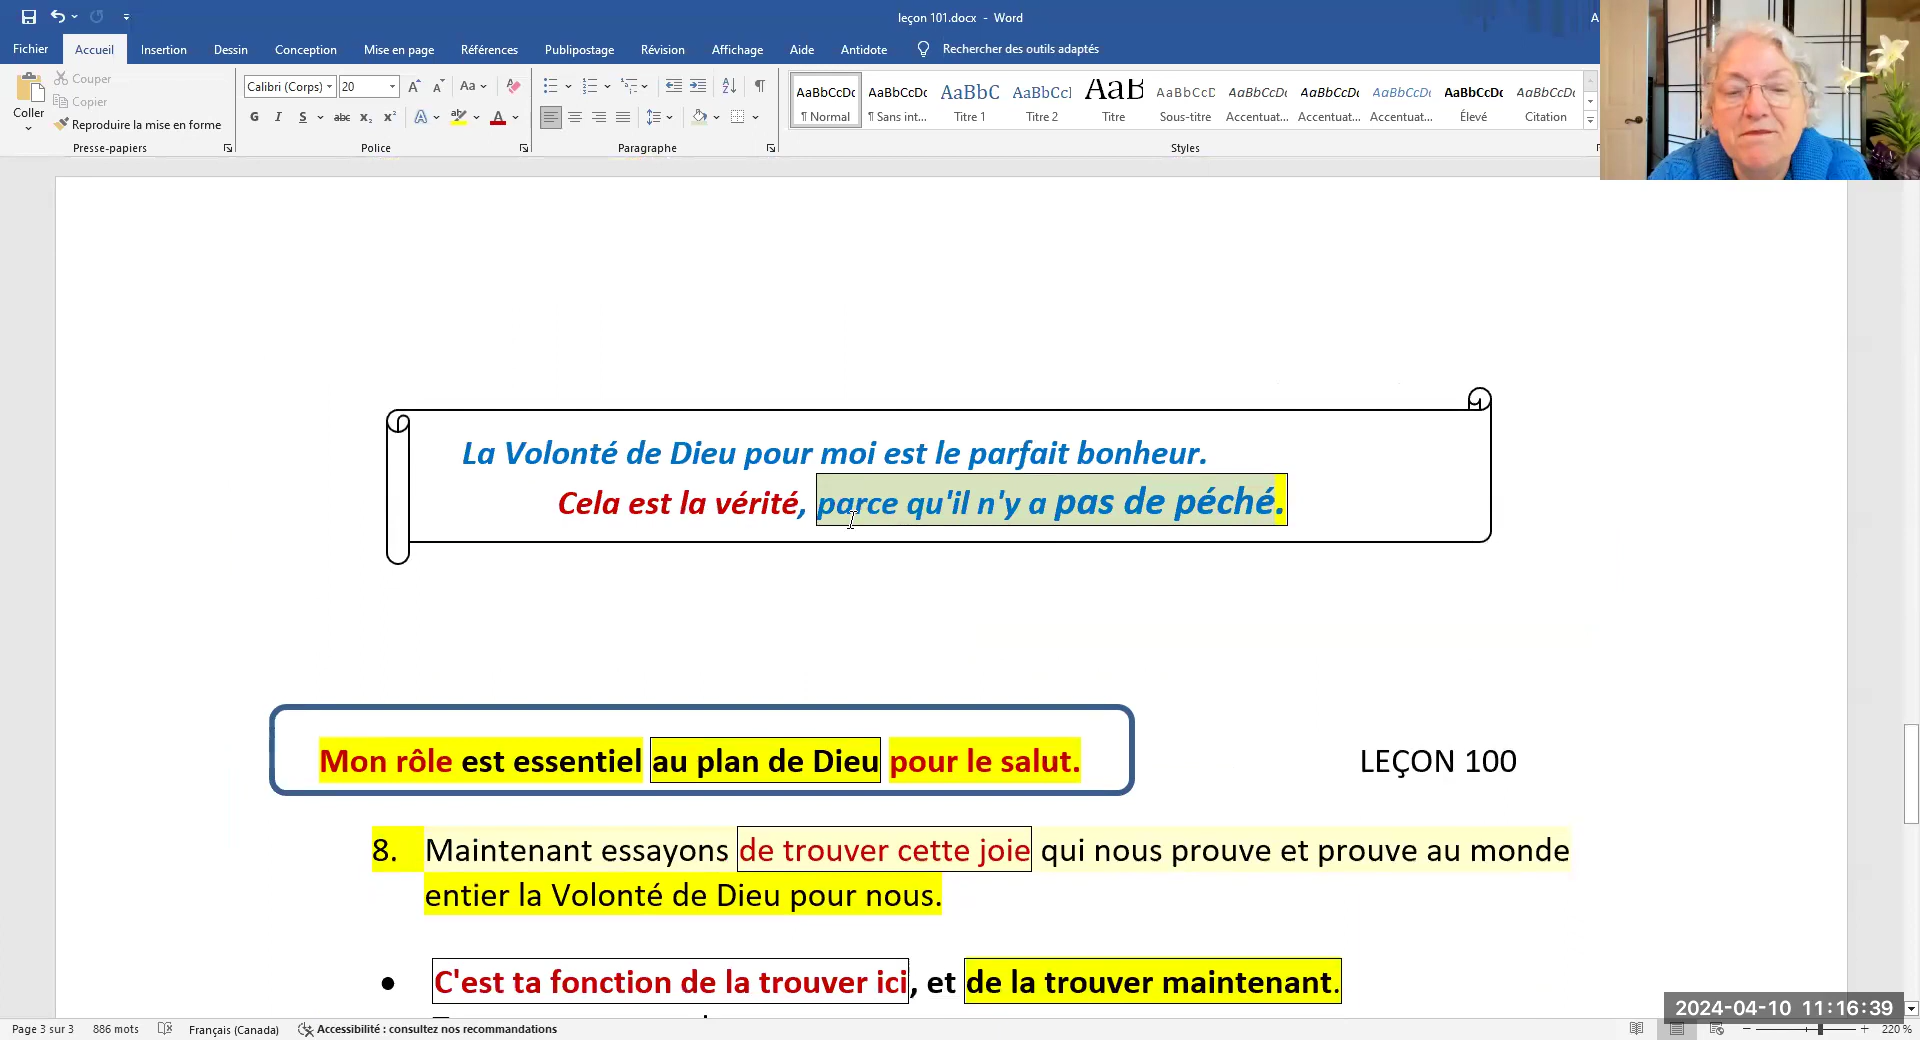 leçon 101.docx - Word
Fichier Accueil Insertion Dessin Conception Mise en page Références Publipostage Révision Affichage Aide Antidote Rechercher des outils adaptés
Coller
Couper
Copier
Reproduire la mise en forme
Presse-papiers
Calibri (Corps) 20
Aa
G I S abc x₂ x² A A
Police
Paragraphe
AaBbCcDc AaBbCcDc AaBbC AaBbCcI AaB AaBbCcD AaBbCcDc AaBbCcDc AaBbCcDc AaBbCcDc AaBbCcDc
¶ Normal ¶ Sans int... Titre 1 Titre 2 Titre Sous-titre Accentuat... Accentuat... Accentuat... Élevé Citation
Styles
La Volonté de Dieu pour moi est le parfait bonheur.
Cela est la vérité, parce qu'il n'y a pas de péché.
Mon rôle est essentiel au plan de Dieu pour le salut. LEÇON 100
8. Maintenant essayons de trouver cette joie qui nous prouve et prouve au monde
entier la Volonté de Dieu pour nous.
• C'est ta fonction de la trouver ici, et de la trouver maintenant.
2024-04-10 11:16:39
Page 3 sur 3 886 mots Français (Canada) Accessibilité : consultez nos recommandations 220 %